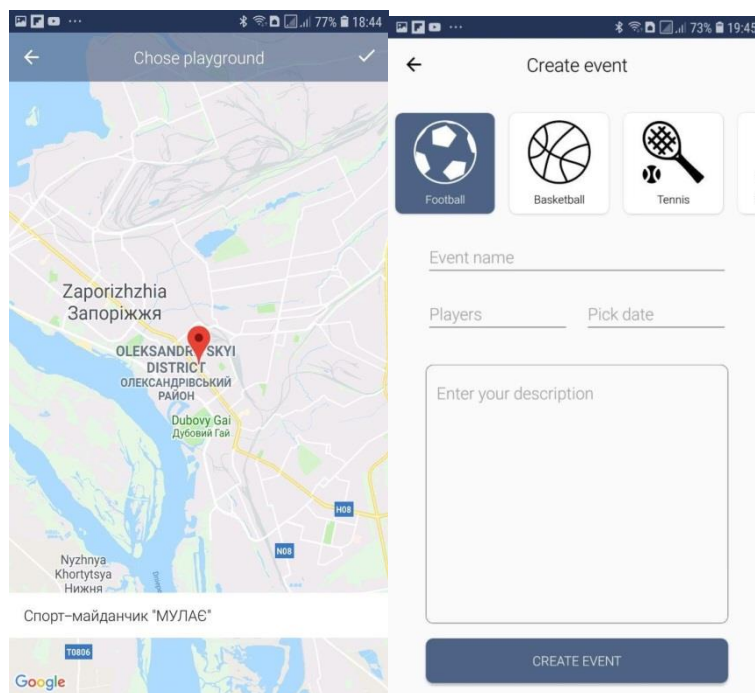 77% 18:44
Chose playground
Zaporizhzhia
Запоріжжя
OLEKSANDR SKYI
DISTRICT
ОЛЕКСАНДРІВСЬКИЙ
РАЙОН
Dubovy Gai
Дубовий Гай
H08
N08
Nyzhnya
Khortytsya
Нижня
Спорт-майданчик "МУЛАЄ"
T0806
Google
73% 19:45
Create event
Football
Basketball
Tennis
Event name
Players
Pick date
Enter your description
CREATE EVENT